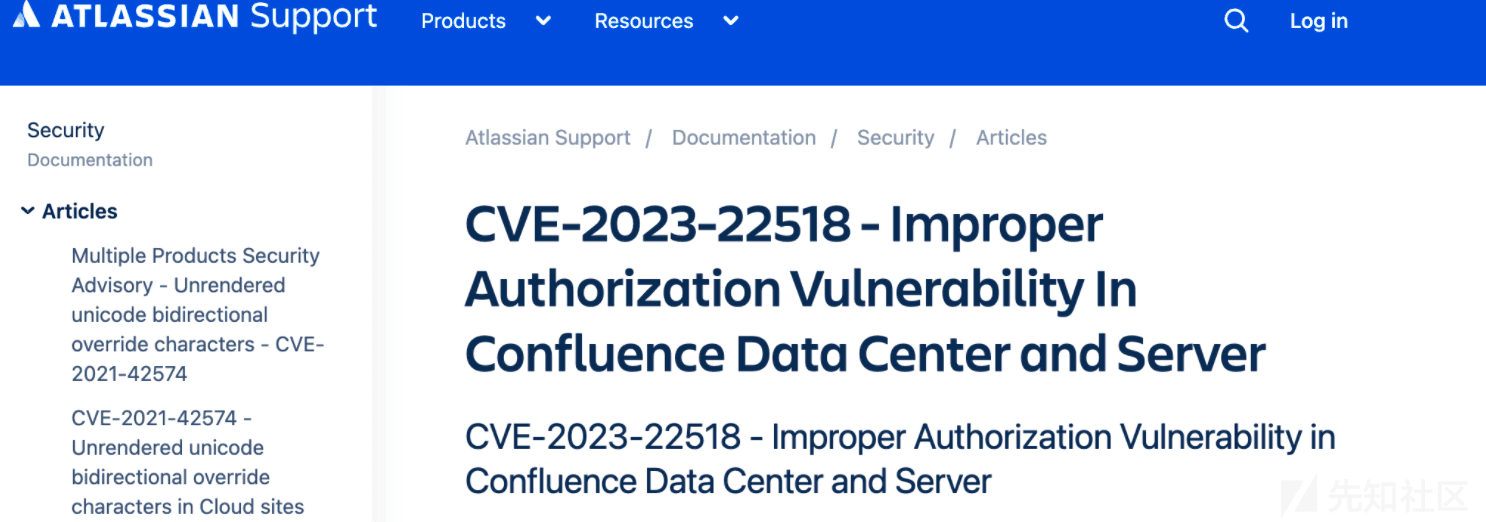 ATLASSIAN Support
Products
Resources
Log in
Security
Documentation
Articles
Multiple Products Security
Advisory - Unrendered
unicode bidirectional
override characters - CVE-
2021-42574
CVE-2021-42574 -
Unrendered unicode
bidirectional override
characters in Cloud sites
Atlassian Support / Documentation / Security / Articles
CVE-2023-22518 - Improper
Authorization Vulnerability In
Confluence Data Center and Server
CVE-2023-22518 - Improper Authorization Vulnerability in
Confluence Data Center and Server
先知社区